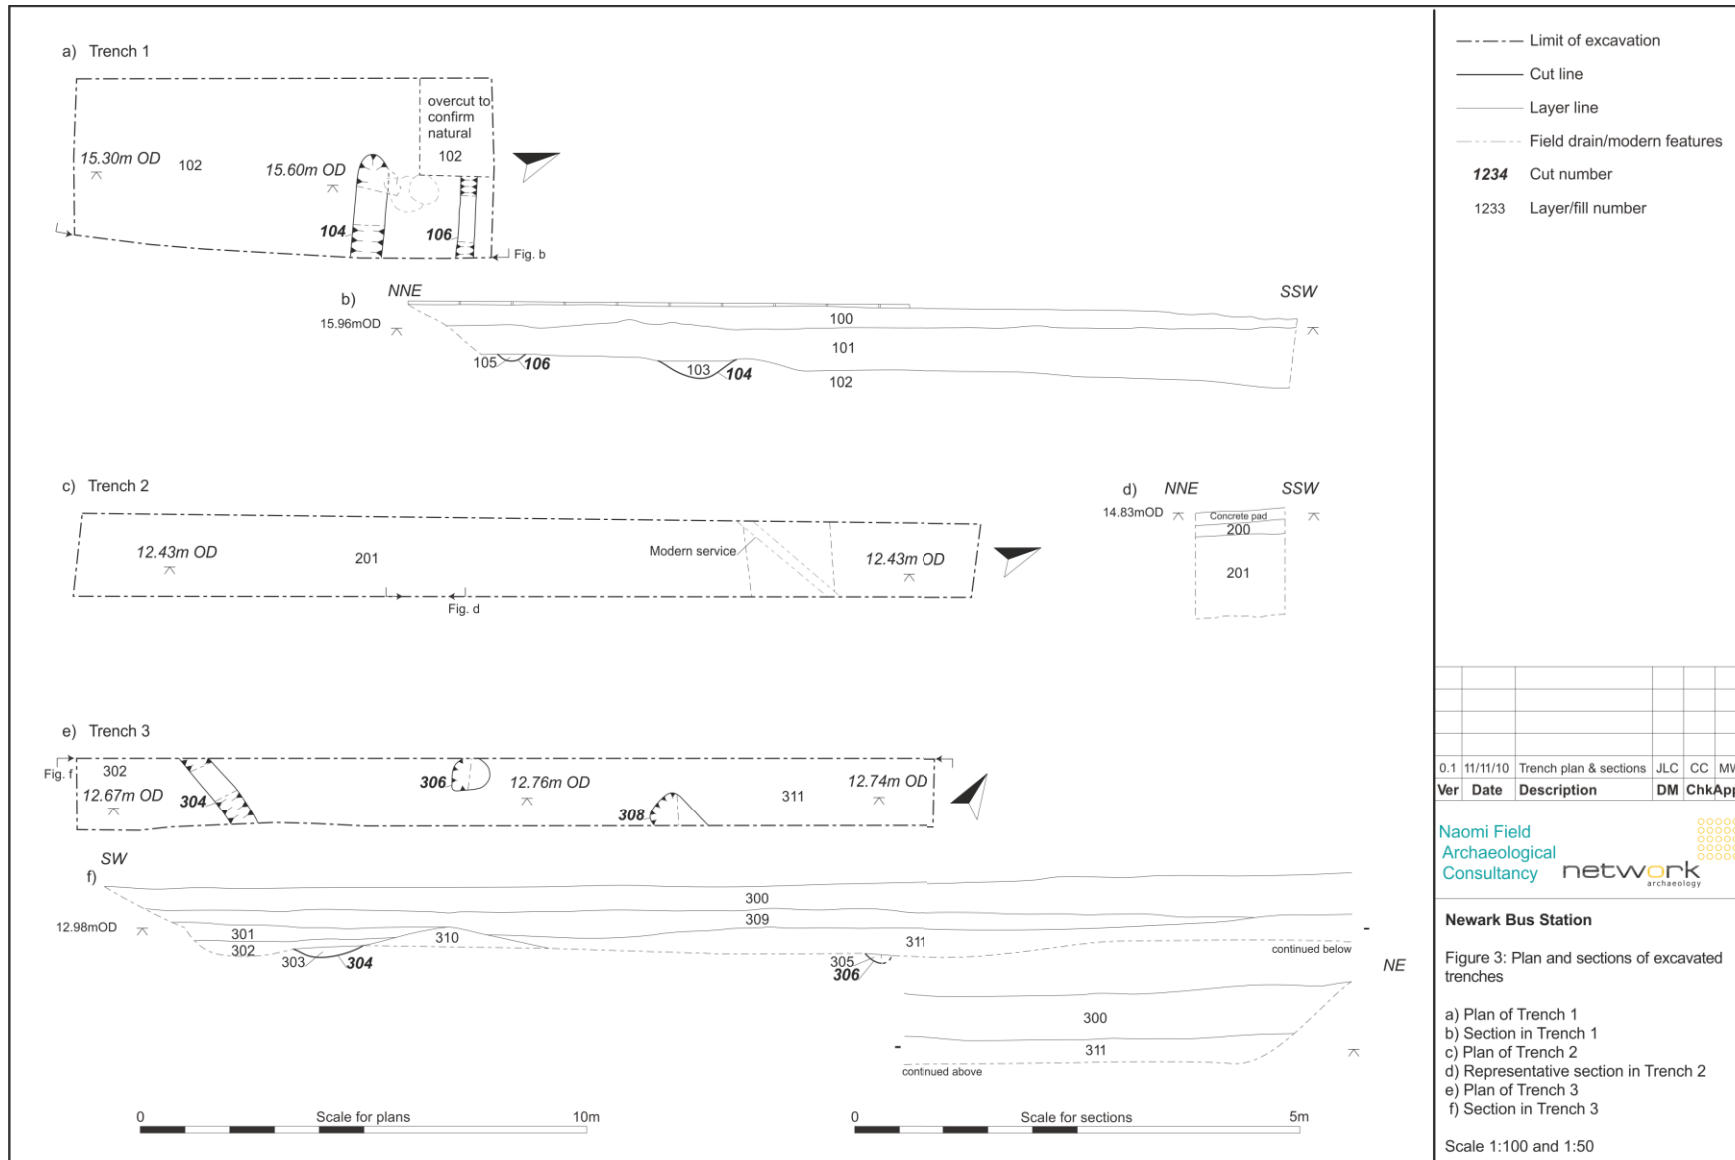 a) Trench 1
overcut to
confirm
natural
102
15.30m OD
102
15.60m OD
104
106
Fig. b
b)
NNE
SSW
15.96mOD
100
101
105
106
103
104
102
c) Trench 2
12.43m OD
201
Modern service
12.43m OD
Fig. d
d)
NNE
SSW
14.83mOD
Concrete pad
200
201
e) Trench 3
Fig. f
302
12.67m OD
304
306
12.76m OD
308
311
12.74m OD
SW
f)
300
309
12.98mOD
301
302
310
311
303
304
305
306
continued below
NE
300
311
continued above
0
Scale for plans
10m
0
Scale for sections
5m
Limit of excavation
Cut line
Layer line
Field drain/modern features
1234 Cut number
1233 Layer/fill number
0.1 11/11/10 Trench plan & sections JLC CC MW
Ver Date Description DM Chk App
Naomi Field
Archaeological
Consultancy
network
archaeology
Newark Bus Station
Figure 3: Plan and sections of excavated
trenches
a) Plan of Trench 1
b) Section in Trench 1
c) Plan of Trench 2
d) Representative section in Trench 2
e) Plan of Trench 3
f) Section in Trench 3
Scale 1:100 and 1:50